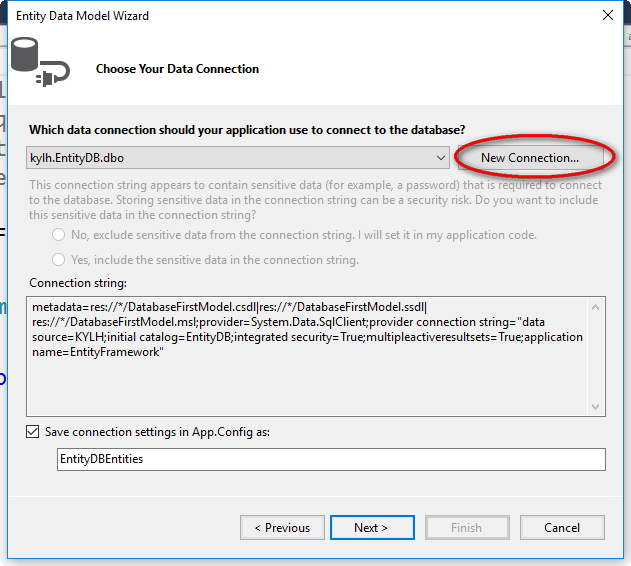 Entity Data Model Wizard
Choose Your Data Connection
Which data connection should your application use to connect to the database?
kylh.EntityDB.dbo
New Connection...
This connection string appears to contain sensitive data (for example, a password) that is required to connect
to the database. Storing sensitive data in the connection string can be a security risk. Do you want to include
this sensitive data in the connection string?
No, exclude sensitive data from the connection string. I will set it in my application code.
Yes, include the sensitive data in the connection string.
Connection string:
metadata=res://*/DatabaseFirstModel.csdl|res://*/DatabaseFirstModel.ssdl|
res://*/DatabaseFirstModel.msl;provider=System.Data.SqlClient;provider connection string="data
source=KYLH;initial catalog=EntityDB;integrated security=True;multipleactiveresultsets=True;application
name=EntityFramework"
Save connection settings in App.Config as:
EntityDBEntities
< Previous
Next >
Finish
Cancel